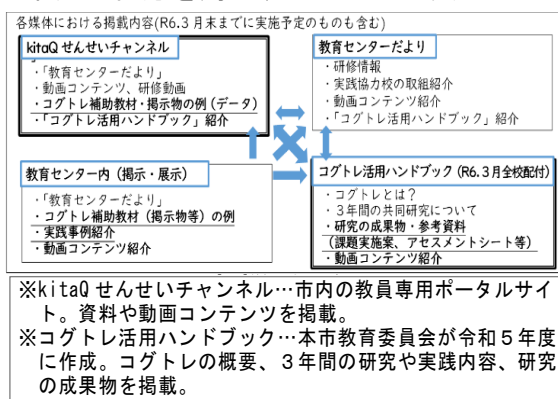 各媒体における掲載内容(R6.3月末までに実施予定のものも含む)
kitaQせんせいチャンネル
・「教育センターだより」
・動画コンテンツ、研修動画
・コグトレ補助教材・掲示物の例(データ)
・「コグトレ活用ハンドブック」紹介
教育センターだより
・研修情報
・実践協力校の取組紹介
・動画コンテンツ紹介
・「コグトレ活用ハンドブック」紹介
教育センター内(掲示・展示)
・「教育センターだより」
・コグトレ補助教材(掲示物等)の例
・実践事例紹介
・動画コンテンツ紹介
コグトレ活用ハンドブック(R6.3月全校配付)
・コグトレとは?
・3年間の共同研究について
・研究の成果物・参考資料
(課題実施案、アセスメントシート等)
・動画コンテンツ紹介
※kitaQせんせいチャンネル…市内の教員専用ポータルサイ
ト。資料や動画コンテンツを掲載。
※コグトレ活用ハンドブック…本市教育委員会が令和5年度
に作成。コグトレの概要、3年間の研究や実践内容、研究
の成果物を掲載。